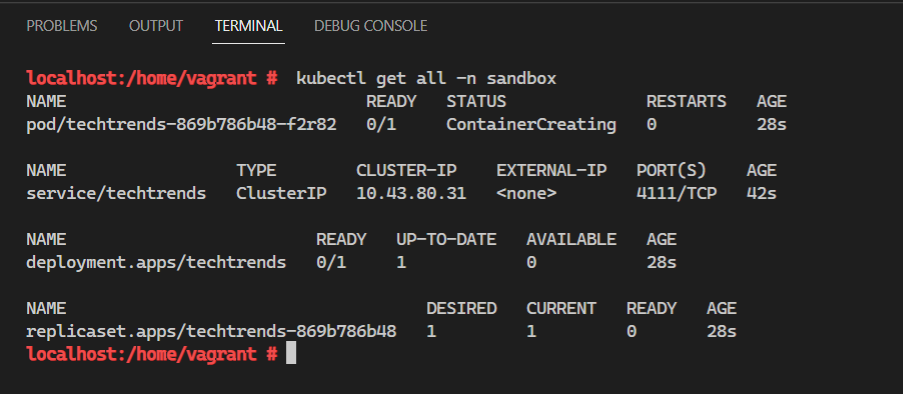 PROBLEMS OUTPUT TERMINAL DEBUG CONSOLE
localhost:/home/vagrant # kubectl get all -n sandbox
NAME READY STATUS RESTARTS AGE
pod/techtrends-869b786b48-f2r82 0/1 ContainerCreating 0 28s
NAME TYPE CLUSTER-IP EXTERNAL-IP PORT(S) AGE
service/techtrends ClusterIP 10.43.80.31 <none> 4111/TCP 42s
NAME READY UP-TO-DATE AVAILABLE AGE
deployment.apps/techtrends 0/1 1 0 28s
NAME DESIRED CURRENT READY AGE
replicaset.apps/techtrends-869b786b48 1 1 0 28s
localhost:/home/vagrant #